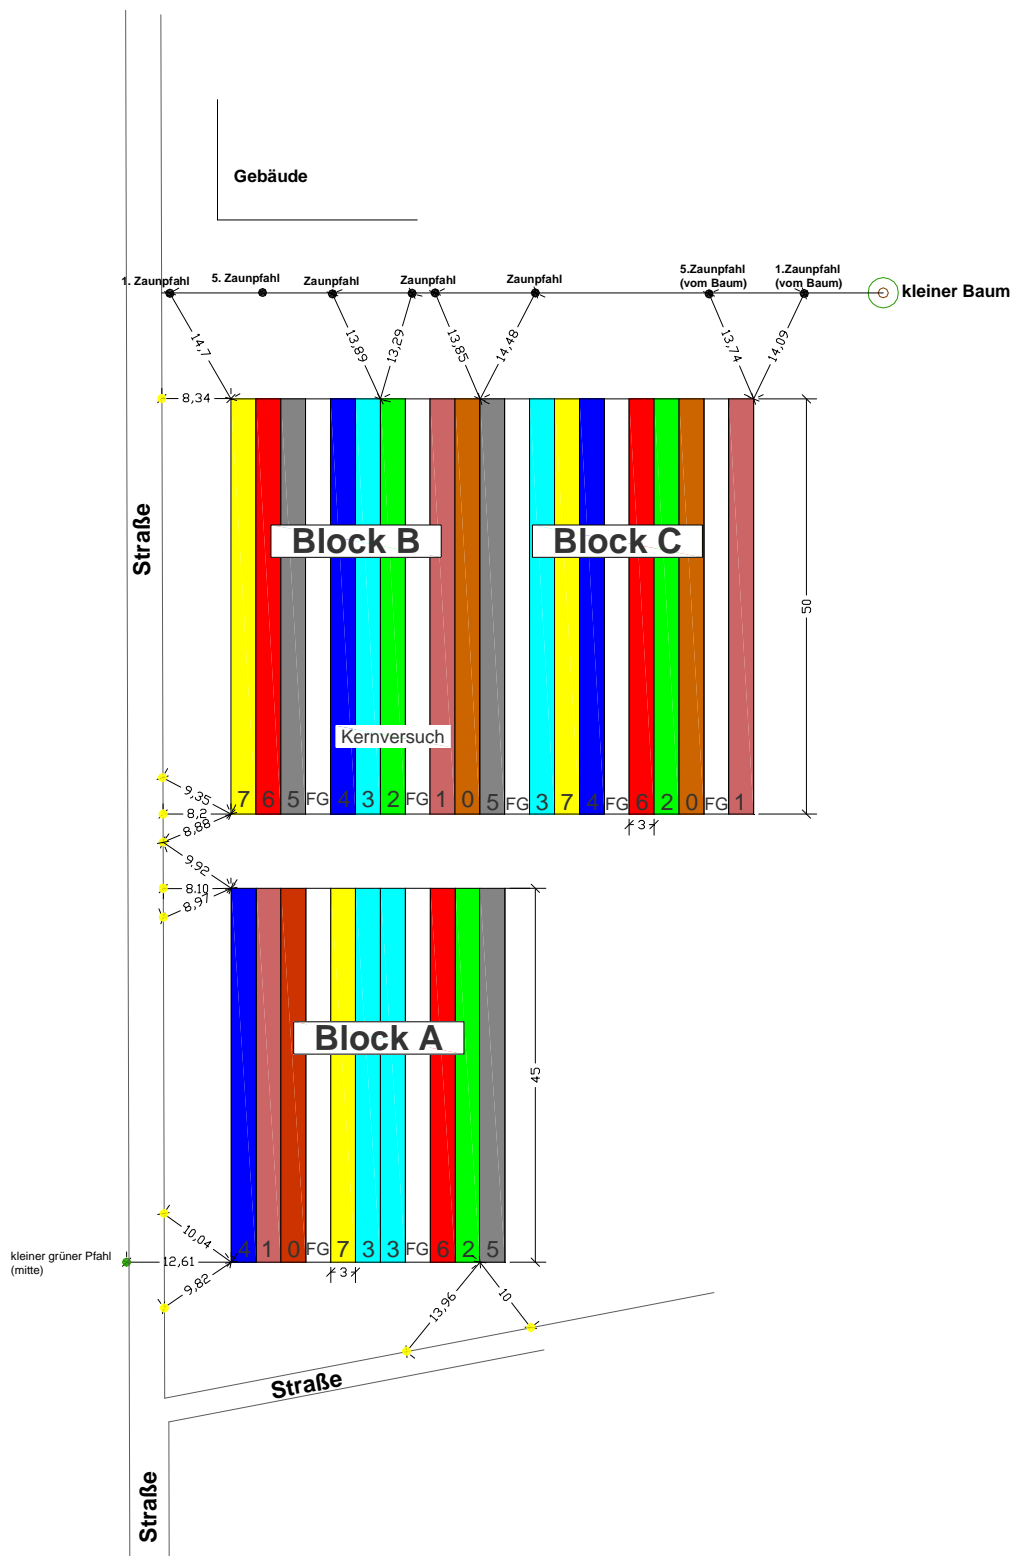 Gebäude
1. Zaunpfahl
5. Zaunpfahl
Zaunpfahl
Zaunpfahl
Zaunpfahl
5.Zaunpfahl
(vom Baum)
1.Zaunpfahl
(vom Baum)
kleiner Baum
14,7
13,89
13,29
13,85
14,48
13,74
14,09
8,34
Straße
Block B
Block C
50
Kernversuch
9,35
8,2
8,88
7 6 5 FG 4 3 2 FG 1 0 5 FG 3 7 4 FG 6 2 0 FG 1
3
9,92
8.10
8,97
Block A
45
10,04
kleiner grüner Pfahl
(mitte)
12,61
9,82
4 1 0 FG 7 3 3 FG 6 2 5
3
13,96
10
Straße
Straße